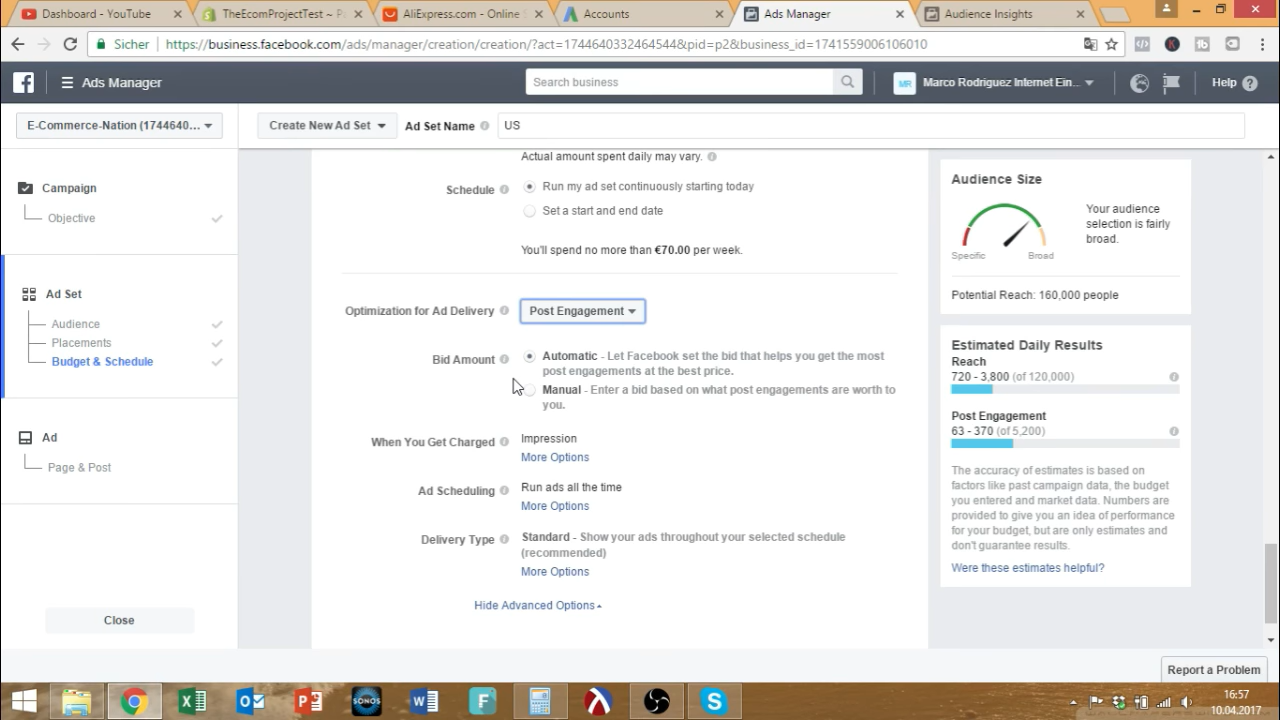 Dashboard - YouTube
TheEcomProjectTest ~ P
AliExpress.com - Online S
Accounts
Ads Manager
Audience Insights
Sicher
https://business.facebook.com/ads/manager/creation/creation/?act=1744640332464544&pid=p2&business_id=1741559006106010
Ads Manager
Search business
MR
Marco Rodriguez Internet Ein...
Help
E-Commerce-Nation (1744640...
Create New Ad Set
Ad Set Name
US
Campaign
Objective
Ad Set
Audience
Placements
Budget & Schedule
Ad
Page & Post
Close
Actual amount spent daily may vary.
Schedule
Run my ad set continuously starting today
Set a start and end date
You'll spend no more than €70.00 per week.
Optimization for Ad Delivery
Post Engagement
Bid Amount
Automatic - Let Facebook set the bid that helps you get the most
post engagements at the best price.
Manual - Enter a bid based on what post engagements are worth to
you.
When You Get Charged
Impression
More Options
Ad Scheduling
Run ads all the time
More Options
Delivery Type
Standard - Show your ads throughout your selected schedule
(recommended)
More Options
Hide Advanced Options
Audience Size
Specific
Broad
Your audience
selection is fairly
broad.
Potential Reach: 160,000 people
Estimated Daily Results
Reach
720 - 3,800 (of 120,000)
Post Engagement
63 - 370 (of 5,200)
The accuracy of estimates is based on
factors like past campaign data, the budget
you entered and market data. Numbers are
provided to give you an idea of performance
for your budget, but are only estimates and
don't guarantee results.
Were these estimates helpful?
Report a Problem
SONOS
16:57
10.04.2017